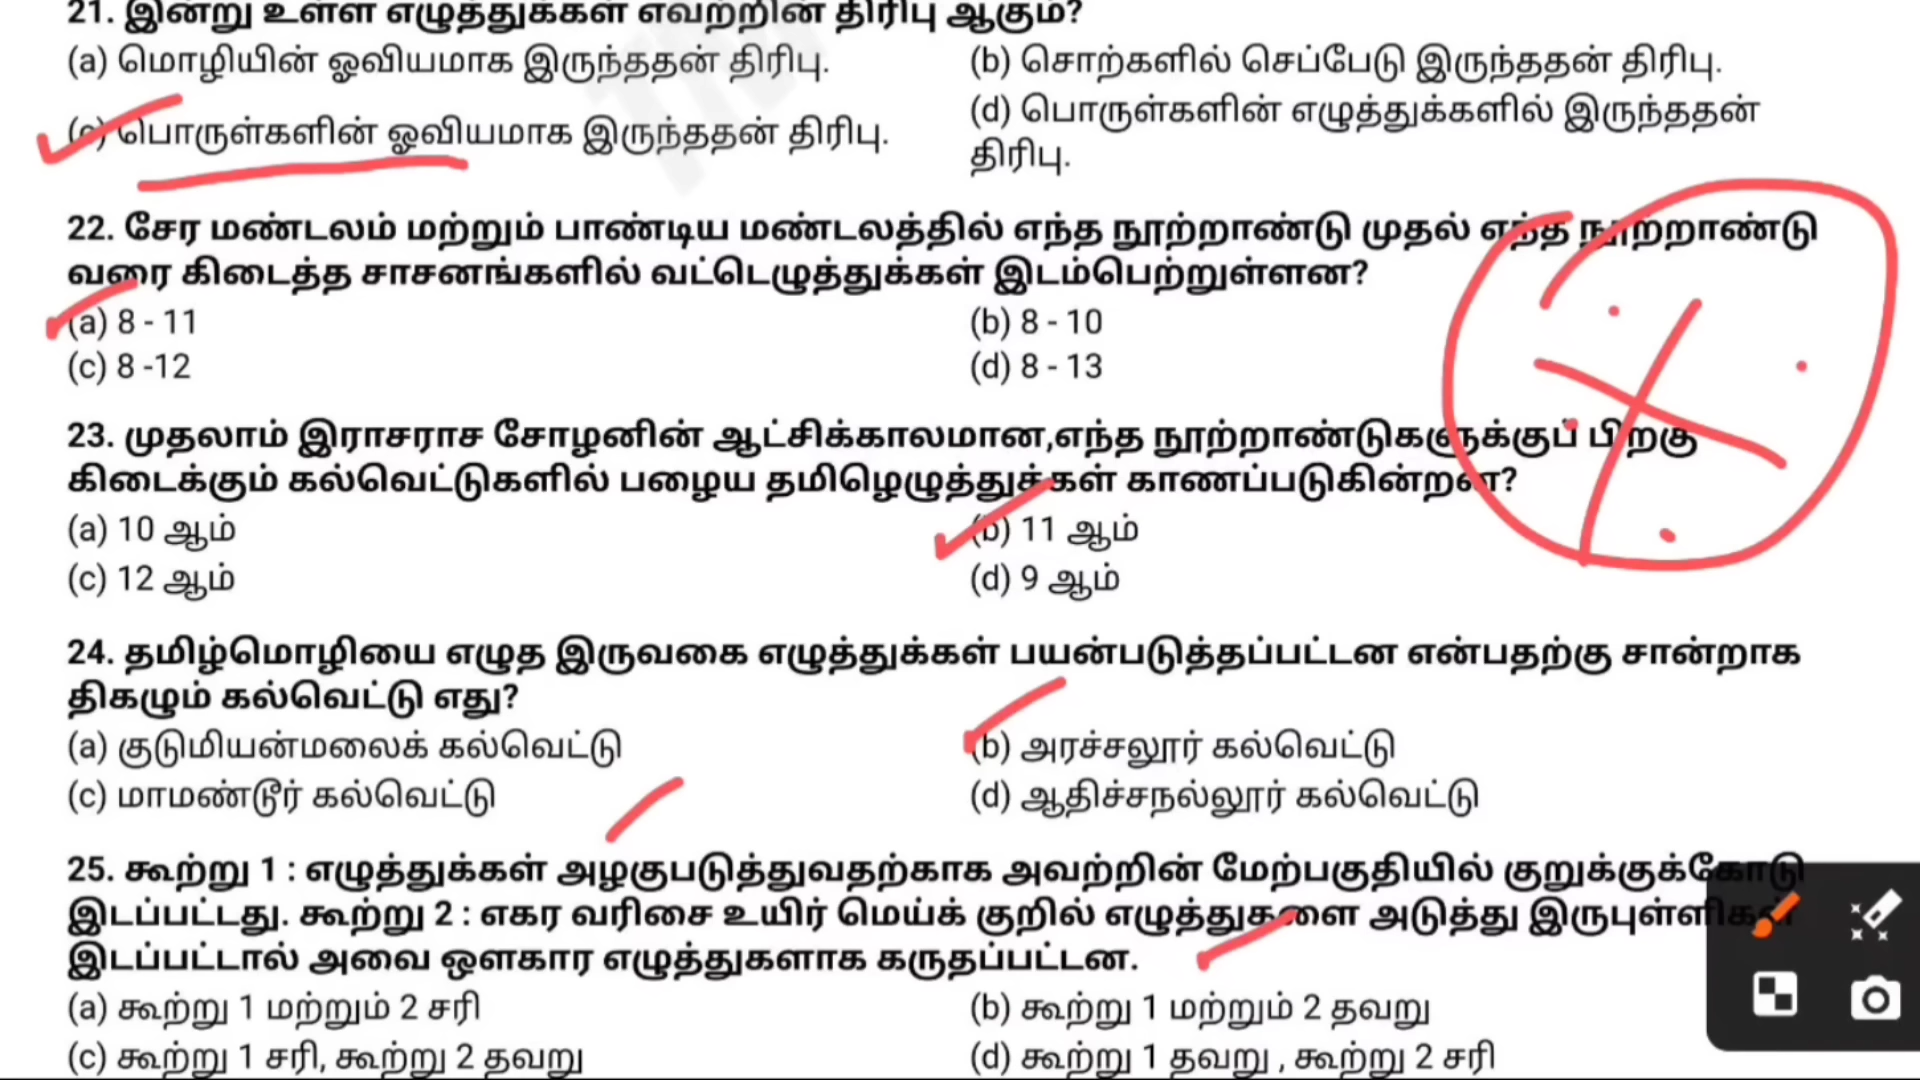 21. இன்று உள்ள எழுத்துக்கள் எவற்றின் திரிபு ஆகும்?
(a) மொழியின் ஓவியமாக இருந்ததன் திரிபு.
(b) சொற்களில் செப்பேடு இருந்ததன் திரிபு.
(c) பொருள்களின் ஓவியமாக இருந்ததன் திரிபு.
(d) பொருள்களின் எழுத்துக்களில் இருந்ததன்
திரிபு.
22. சேர மண்டலம் மற்றும் பாண்டிய மண்டலத்தில் எந்த நூற்றாண்டு முதல் எந்த நூற்றாண்டு
வரை கிடைத்த சாசனங்களில் வட்டெழுத்துக்கள் இடம்பெற்றுள்ளன?
(a) 8 - 11
(b) 8 - 10
(c) 8 -12
(d) 8 - 13
23. முதலாம் இராசராச சோழனின் ஆட்சிக்காலமான,எந்த நூற்றாண்டுகளுக்குப் பிறகு
கிடைக்கும் கல்வெட்டுகளில் பழைய தமிழெழுத்துக்கள் காணப்படுகின்றன?
(a) 10 ஆம்
(b) 11 ஆம்
(c) 12 ஆம்
(d) 9 ஆம்
24. தமிழ்மொழியை எழுத இருவகை எழுத்துக்கள் பயன்படுத்தப்பட்டன என்பதற்கு சான்றாக
திகழும் கல்வெட்டு எது?
(a) குடுமியன்மலைக் கல்வெட்டு
(b) அரச்சலூர் கல்வெட்டு
(c) மாமண்டூர் கல்வெட்டு
(d) ஆதிச்சநல்லூர் கல்வெட்டு
25. கூற்று 1 : எழுத்துக்கள் அழகுபடுத்துவதற்காக அவற்றின் மேற்பகுதியில் குறுக்குக்கோடு
இடப்பட்டது. கூற்று 2 : எகர வரிசை உயிர் மெய்க் குறில் எழுத்துகளை அடுத்து இருபுள்ளிகள்
இடப்பட்டால் அவை ஔகார எழுத்துகளாக கருதப்பட்டன.
(a) கூற்று 1 மற்றும் 2 சரி
(b) கூற்று 1 மற்றும் 2 தவறு
(c) கூற்று 1 சரி, கூற்று 2 தவறு
(d) கூற்று 1 தவறு , கூற்று 2 சரி